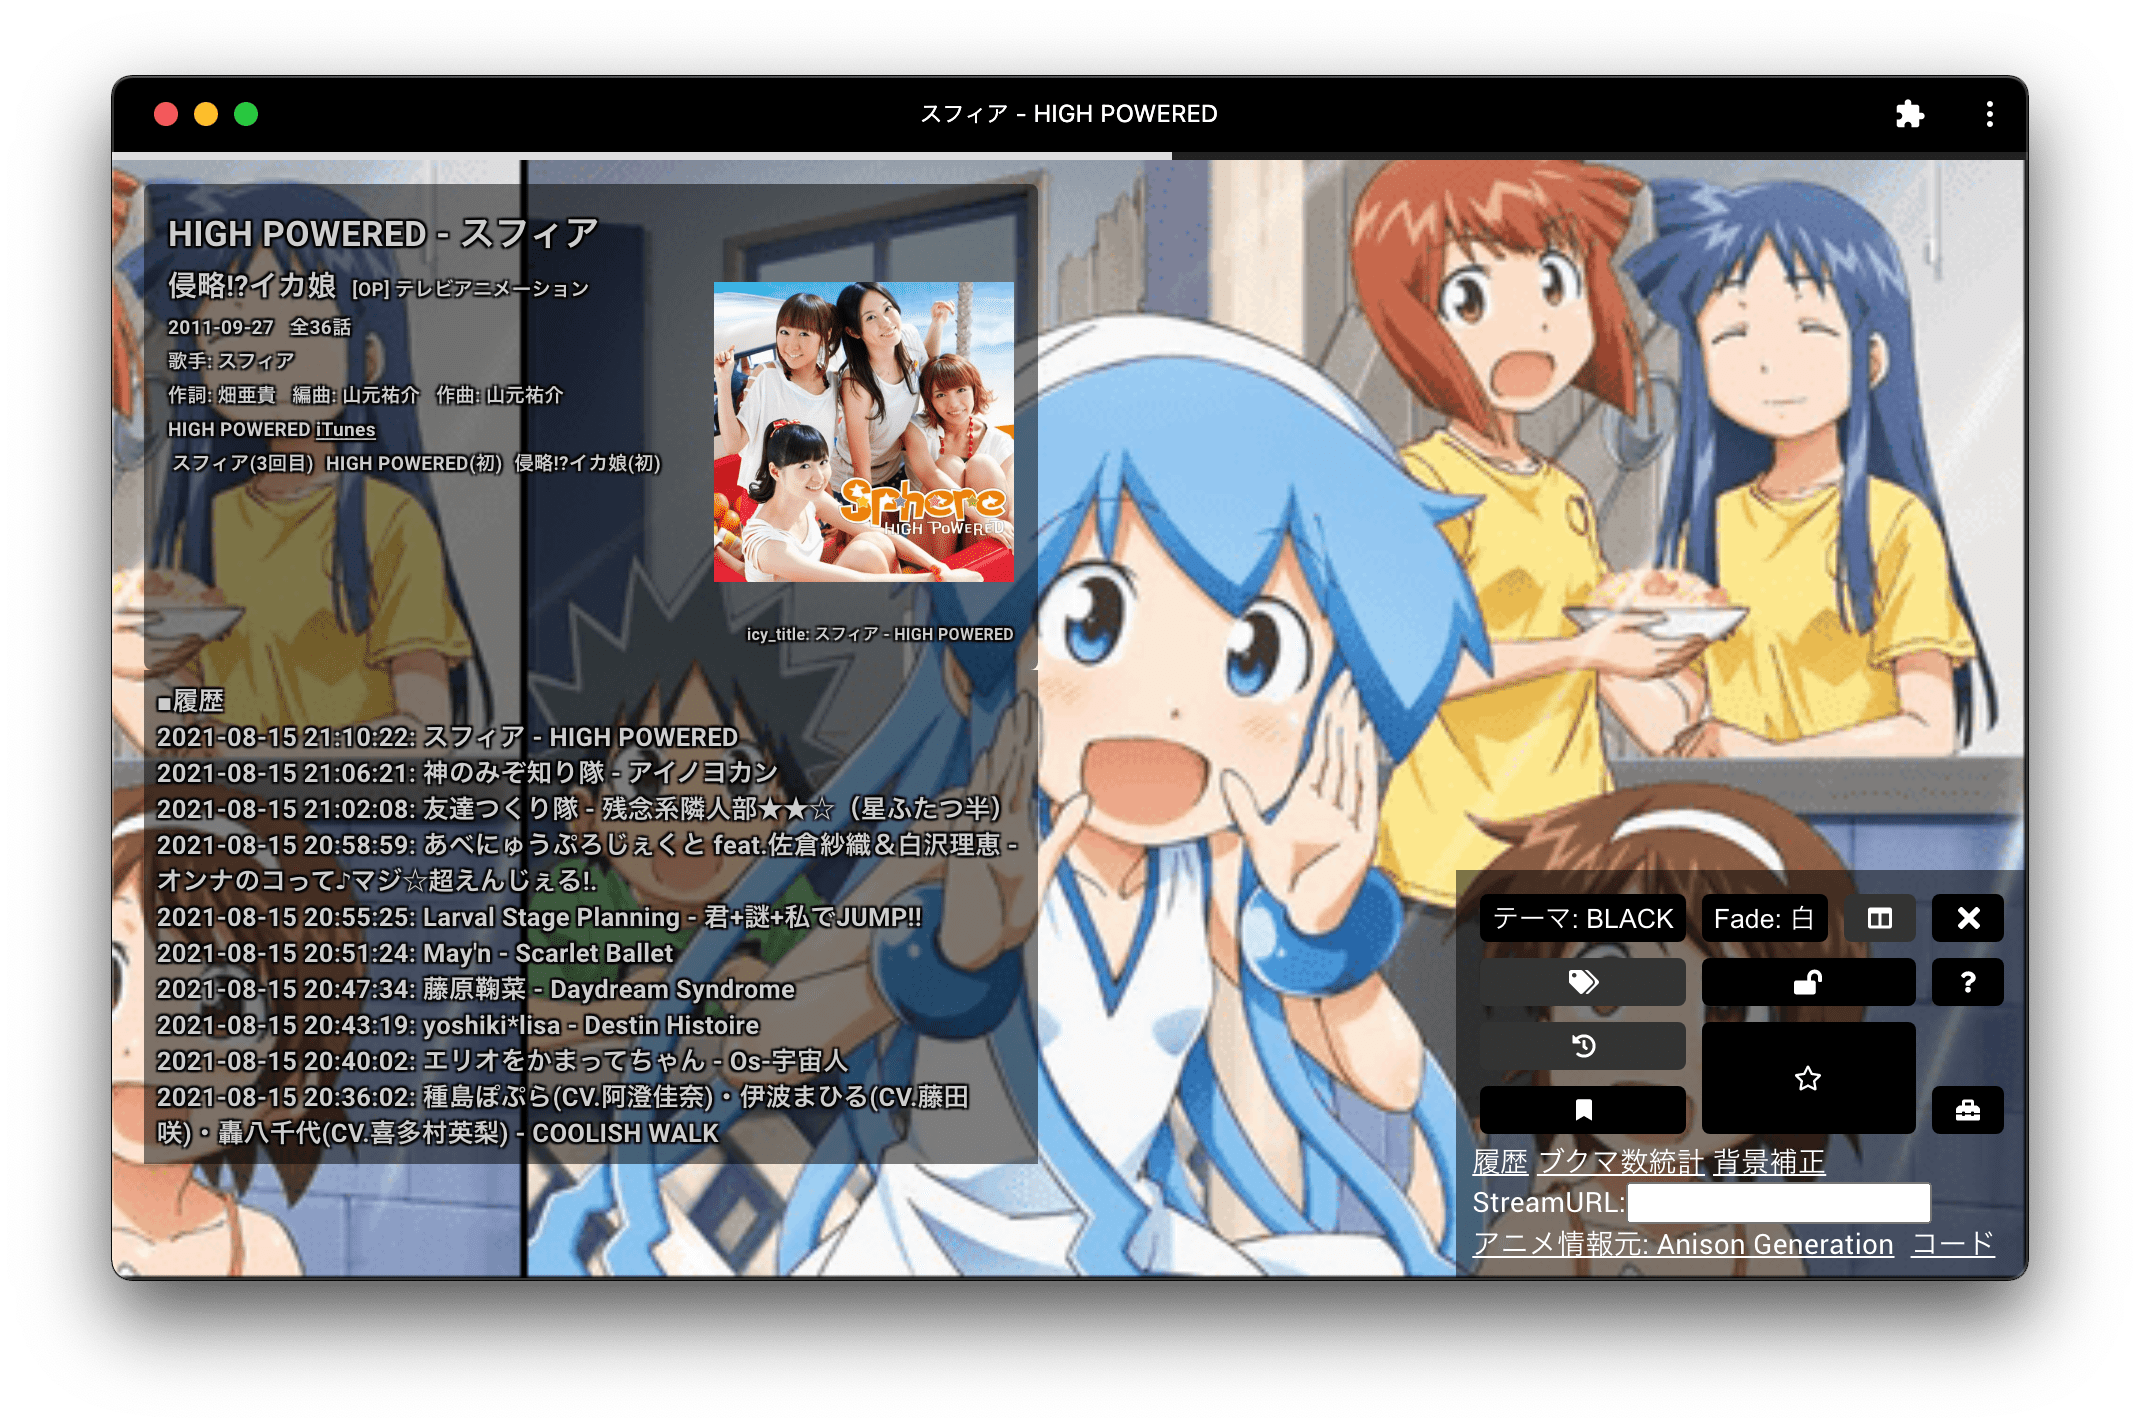 スフィア - HIGH POWERED
HIGH POWERED - スフィア
侵略!?イカ娘 [OP] テレビアニメーション
2011-09-27 全36話
歌手: スフィア
作詞: 畑亜貴 編曲: 山元祐介 作曲: 山元祐介
HIGH POWERED iTunes
スフィア(3回目) HIGH POWERED(初) 侵略!?イカ娘(初)
Sphere
HIGH POWERED
icy_title: スフィア - HIGH POWERED
■履歴
2021-08-15 21:10:22: スフィア - HIGH POWERED
2021-08-15 21:06:21: 神のみぞ知り隊 - アイノヨカン
2021-08-15 21:02:08: 友達つくり隊 - 残念系隣人部★★☆（星ふたつ半）
2021-08-15 20:58:59: あべにゅうぷろじぇくと feat.佐倉紗織＆白沢理恵 -
オンナのコって♪マジ☆超えんじぇる!.
2021-08-15 20:55:25: Larval Stage Planning - 君+謎+私でJUMP!!
2021-08-15 20:51:24: May'n - Scarlet Ballet
2021-08-15 20:47:34: 藤原鞠菜 - Daydream Syndrome
2021-08-15 20:43:19: yoshiki*lisa - Destin Histoire
2021-08-15 20:40:02: エリオをかまってちゃん - Os-宇宙人
2021-08-15 20:36:02: 種島ぽぷら(CV.阿澄佳奈)・伊波まひる(CV.藤田
咲)・轟八千代(CV.喜多村英梨) - COOLISH WALK
テーマ: BLACK Fade: 白
?
履歴 ブクマ数統計 背景補正
StreamURL:
アニメ情報元: Anison Generation コード